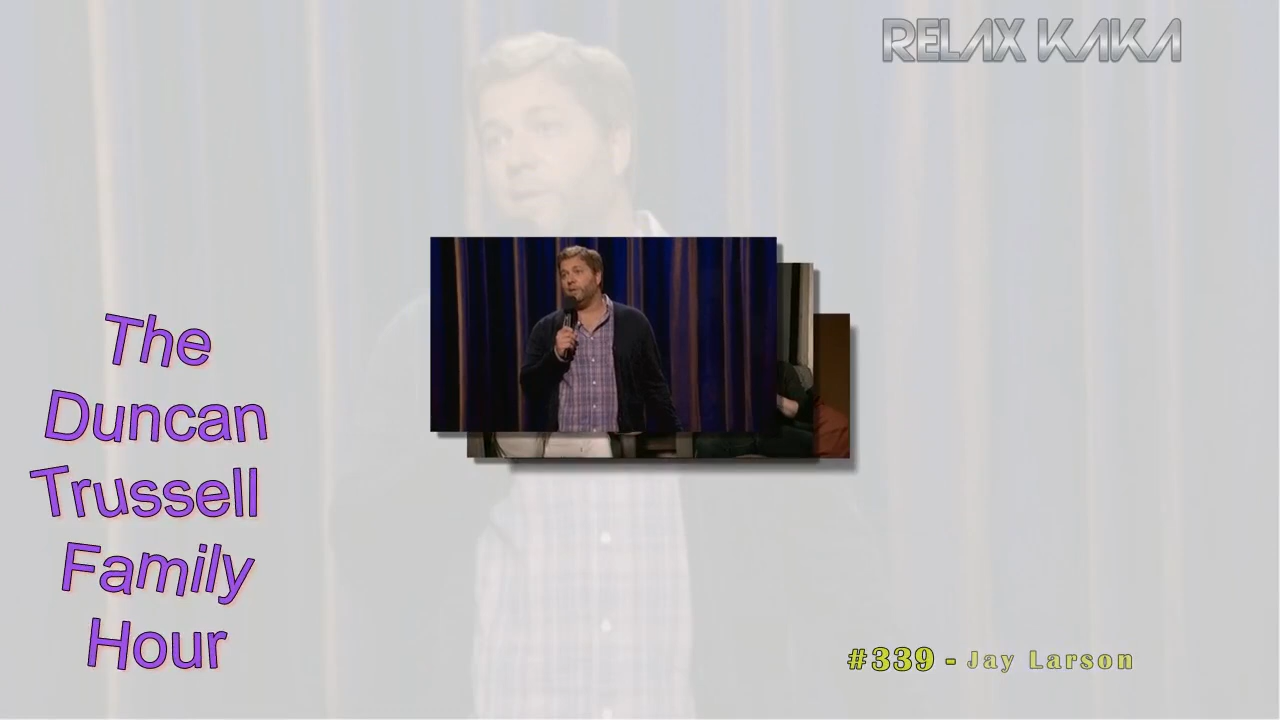 RELAX KAKA
The
Duncan
Trussell
Family
Hour
#339 - Jay Larson